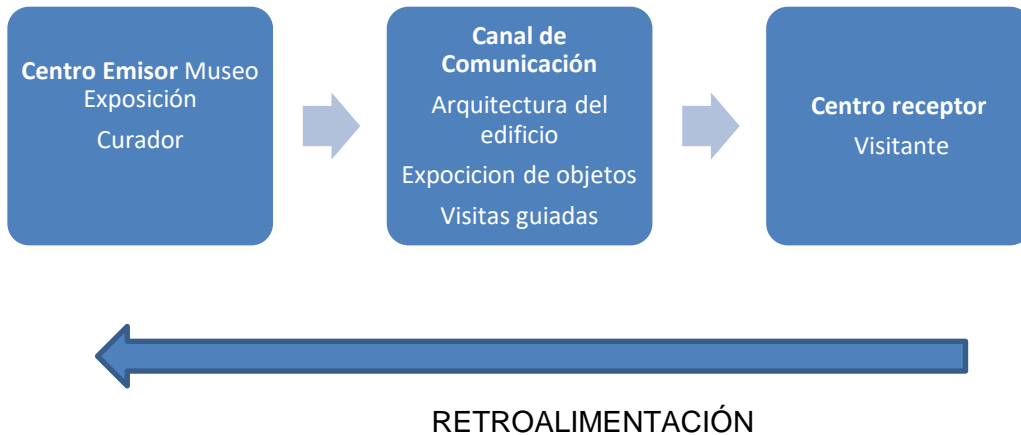 Centro Emisor Museo
Exposición
Curador
Canal de
Comunicación
Arquitectura del
edificio
Expocicion de objetos
Visitas guiadas
Centro receptor
Visitante
RETROALIMENTACIÓN